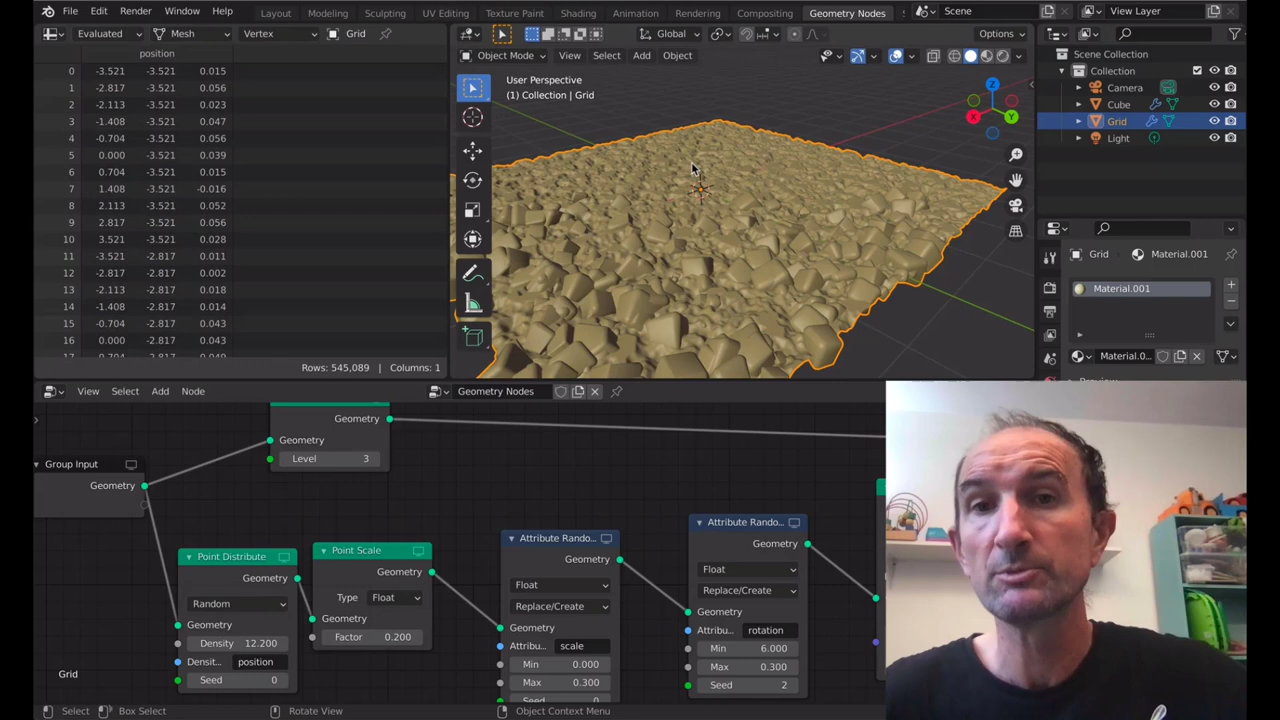 File Edit Render Window Help Layout Modeling Sculpting UV Editing Texture Paint Shading Animation Rendering Compositing Geometry Nodes Scene View Layer
Evaluated Mesh Vertex Grid
position
0 -3.521 -3.521 0.015
1 -2.817 -3.521 0.056
2 -2.113 -3.521 0.023
3 -1.408 -3.521 0.047
4 -0.704 -3.521 0.056
5 0.000 -3.521 0.039
6 0.704 -3.521 0.015
7 1.408 -3.521 -0.016
8 2.113 -3.521 0.052
9 2.817 -3.521 0.056
10 3.521 -3.521 0.028
11 -3.521 -2.817 0.011
12 -2.817 -2.817 0.002
13 -2.113 -2.817 0.018
14 -1.408 -2.817 0.014
15 -0.704 -2.817 0.043
16 0.000 -2.817 0.043
Rows: 545,089 | Columns: 1
Global Options
Object Mode View Select Add Object
User Perspective
(1) Collection | Grid
X Y Z
Scene Collection
Collection
Camera
Cube
Grid
Light
Grid Material.001
Material.001
Material.0...
View Select Add Node Geometry Nodes
Group Input
Geometry
Geometry
Geometry
Level 3
Point Distribute
Geometry
Random
Geometry
Density 12.200
Densit... position
Seed 0
Point Scale
Geometry
Type Float
Geometry
Factor 0.200
Attribute Rando...
Geometry
Float
Replace/Create
Geometry
Attribu... scale
Min 0.000
Max 0.300
Attribute Rando...
Geometry
Float
Replace/Create
Geometry
Attribu... rotation
Min 6.000
Max 0.300
Seed 2
Grid
Select Box Select Rotate View Object Context Menu